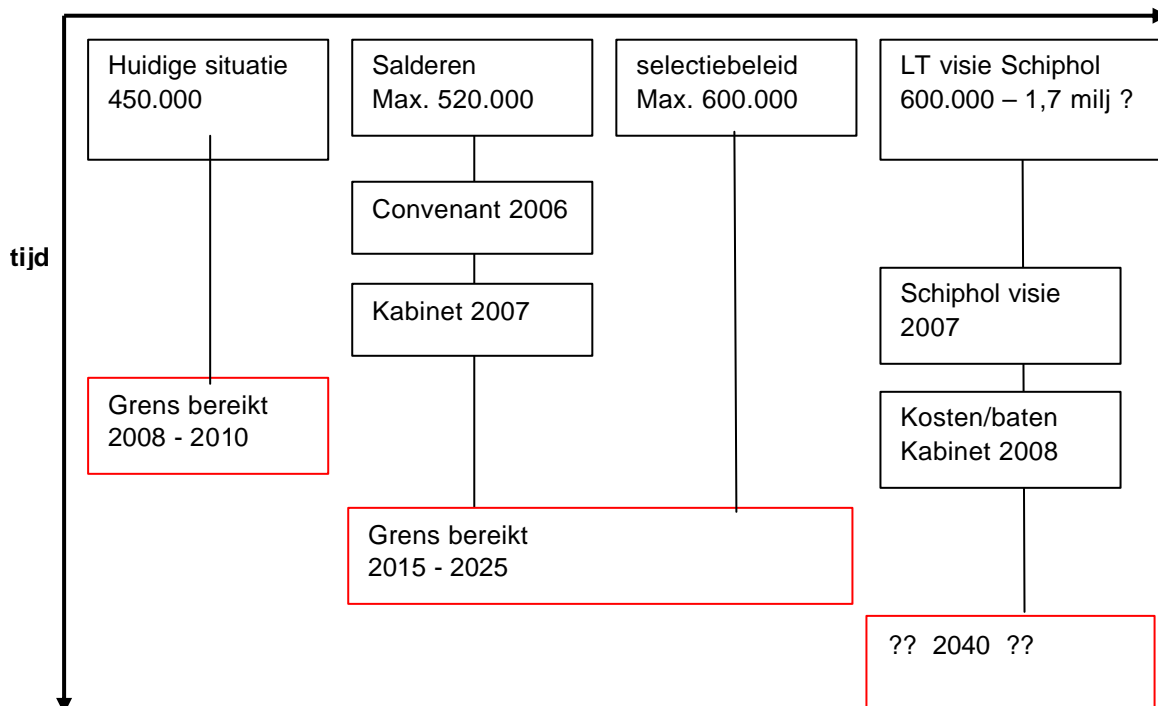 Huidige situatie
450.000
Salderen
Max. 520.000
selectiebeleid
Max. 600.000
LT visie Schiphol
600.000 – 1,7 milj ?
Convenant 2006
tijd
Kabinet 2007
Schiphol visie
2007
Grens bereikt
2008 - 2010
Kosten/baten
Kabinet 2008
Grens bereikt
2015 - 2025
?? 2040 ??